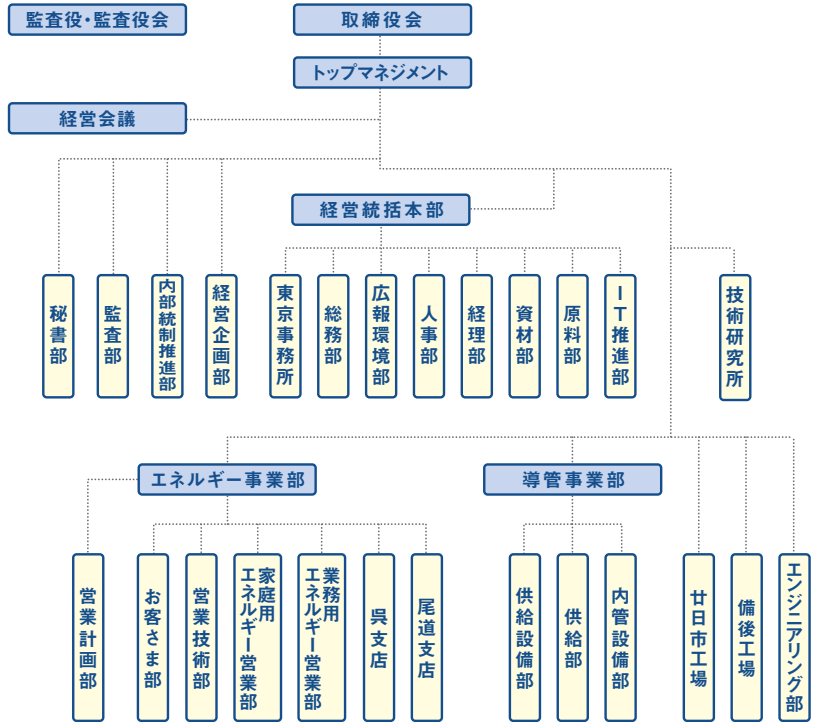 監査役・監査役会
取締役会
トップマネジメント
経営会議
経営統括本部
秘書部
監査部
内部統制推進部
経営企画部
東京事務所
総務部
広報環境部
人事部
経理部
資材部
原料部
IT推進部
技術研究所
エネルギー事業部
導管事業部
営業計画部
お客さま部
営業技術部
家庭用
エネルギー営業部
業務用
エネルギー営業部
呉支店
尾道支店
供給設備部
供給部
内管設備部
廿日市工場
備後工場
エンジニアリング部